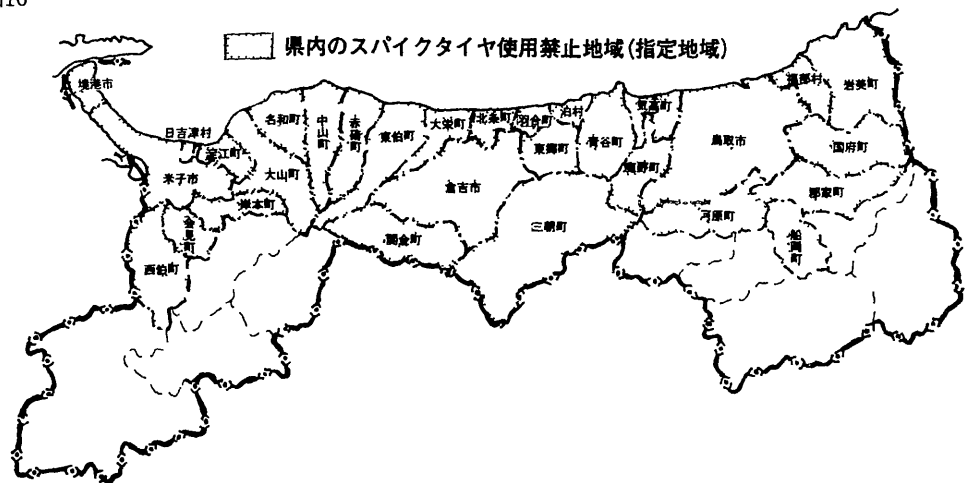 県内のスパイクタイヤ使用禁止地域(指定地域)
境港市
日吉津村
淀江町
米子市
名和町
大山町
中山町
赤碕町
東伯町
大栄町
北条町
羽合町
泊村
東郷町
青谷町
気高町
鹿野町
鳥取市
福部村
岩美町
国府町
郡家町
河原町
船岡町
倉吉市
三朝町
関金町
岸本町
会見町
西伯町